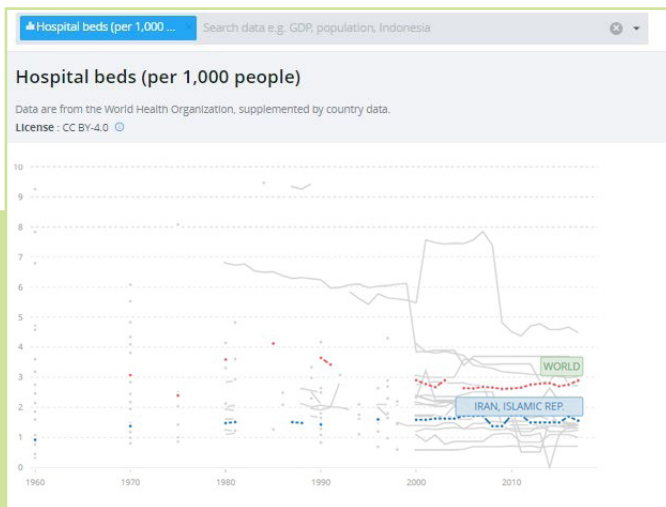 Hospital beds (per 1,000 ... × Search data e.g. GDP, population, Indonesia
Hospital beds (per 1,000 people)
Data are from the World Health Organization, supplemented by country data.
License : CC BY-4.0
10
9
8
7
6
5
4
3
2
1
0
WORLD
IRAN, ISLAMIC REP.
1960 1970 1980 1990 2000 2010